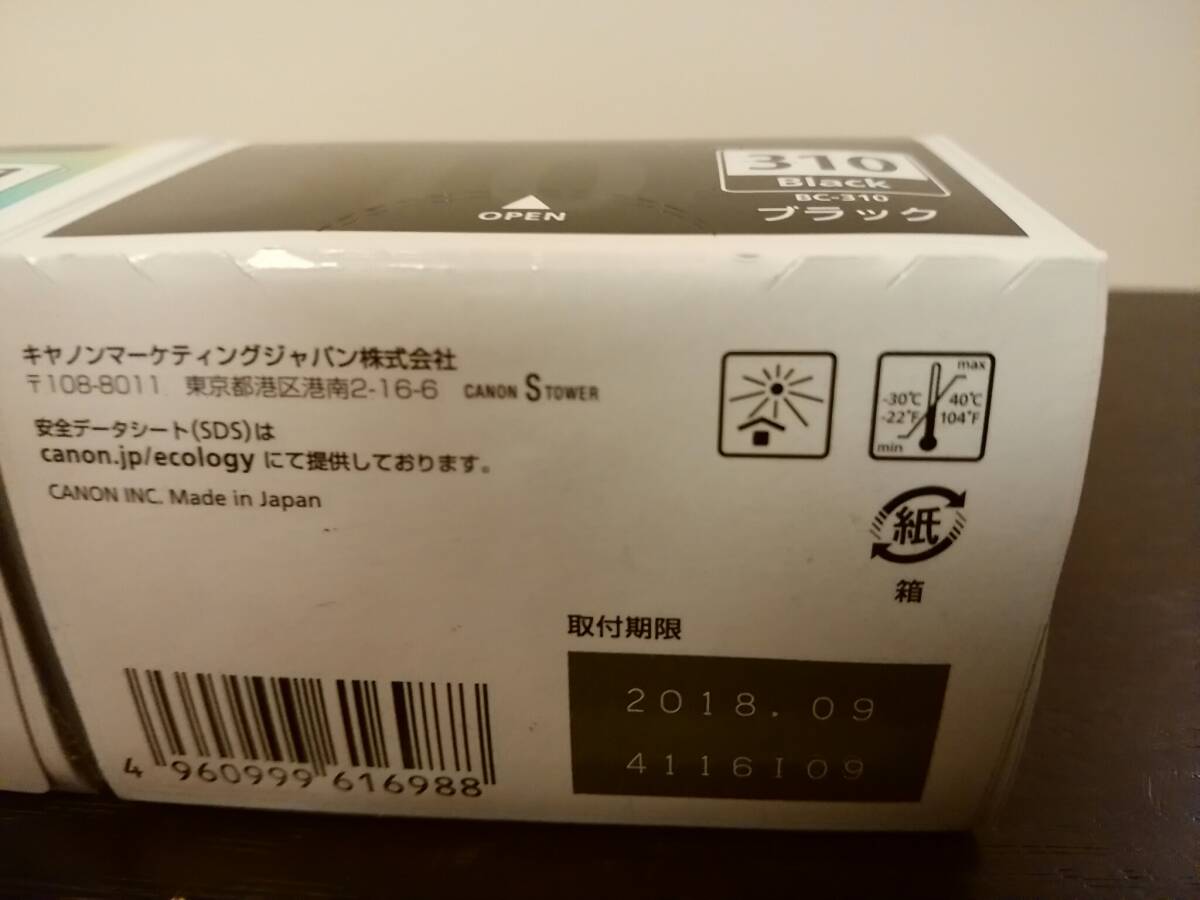 310
Black
BC-310
ブラック
OPEN
キヤノンマーケティングジャパン株式会社
〒108-8011 東京都港区港南2-16-6 CANON S TOWER
安全データシート(SDS)は
canon.jp/ecology にて提供しております。
CANON INC. Made in Japan
max
-30℃ 40℃
-22°F 104°F
min
紙
箱
取付期限
2018.09
4116I09
4 960999 616988